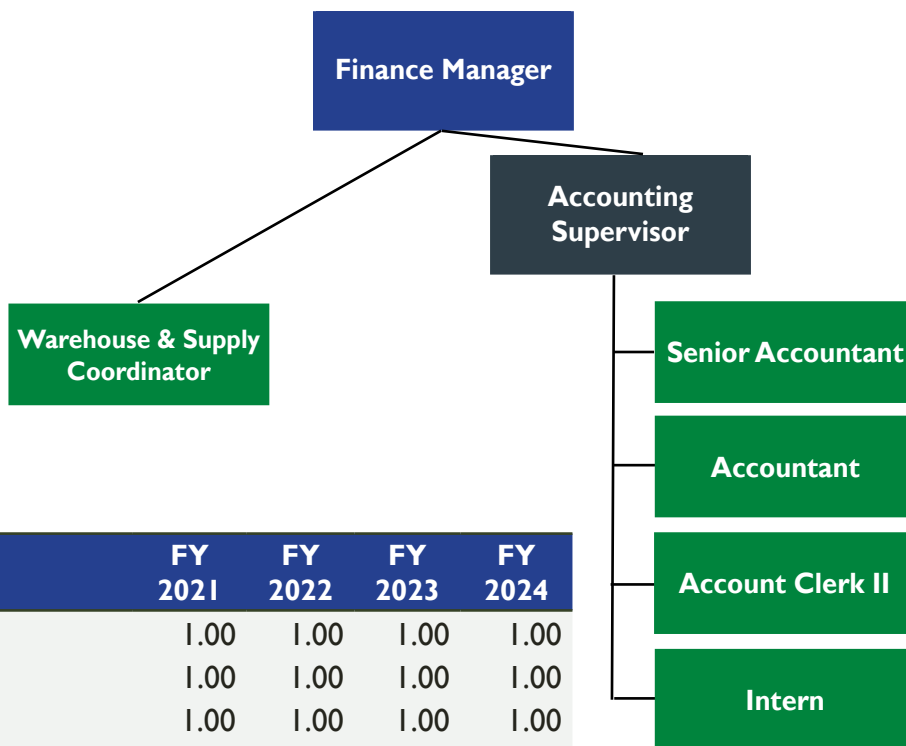 Finance Manager
Accounting
Supervisor
Warehouse & Supply
Coordinator
Senior Accountant
Accountant
Account Clerk II
Intern
FY FY FY FY
2021 2022 2023 2024
1.00 1.00 1.00 1.00
1.00 1.00 1.00 1.00
1.00 1.00 1.00 1.00